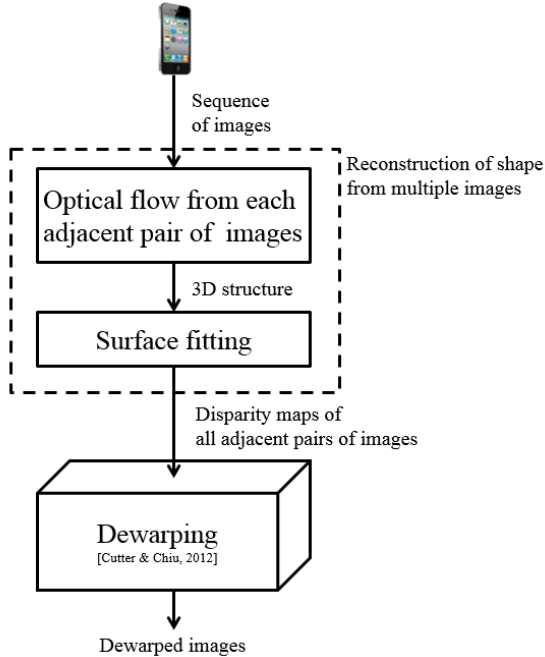 Sequence
of images
Reconstruction of shape
from multiple images
Optical flow from each
adjacent pair of images
3D structure
Surface fitting
Disparity maps of
all adjacent pairs of images
Dewarping
[Cutter & Chiu, 2012]
Dewarped images